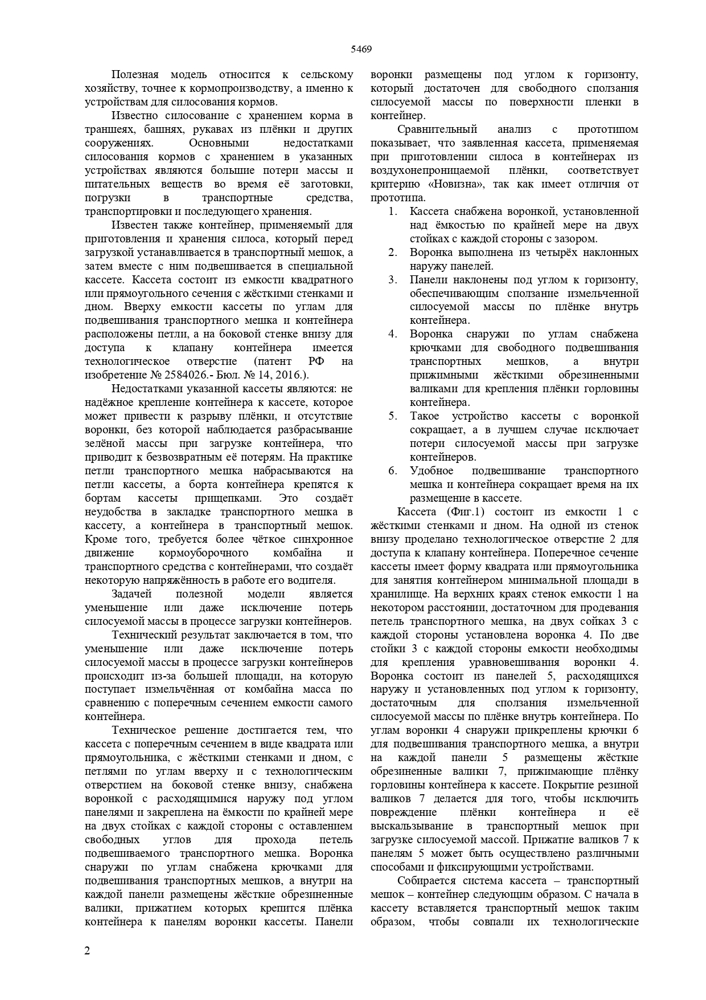 5469
Полезная модель относится к сельскому
хозяйству, точнее к кормопроизводству, а именно к
устройствам для силосования кормов.
Известно силосование с хранением корма в
траншеях, башнях, рукавах из плёнки и других
сооружениях. Основными недостатками
силосования кормов с хранением в указанных
устройствах являются большие потери массы и
питательных веществ во время её заготовки,
погрузки в транспортные средства,
транспортировки и последующего хранения.
Известен также контейнер, применяемый для
приготовления и хранения силоса, который перед
загрузкой устанавливается в транспортный мешок, а
затем вместе с ним подвешивается в специальной
кассете. Кассета состоит из емкости квадратного
или прямоугольного сечения с жёсткими стенками и
дном. Вверху емкости кассеты по углам для
подвешивания транспортного мешка и контейнера
расположены петли, а на боковой стенке внизу для
доступа к клапану контейнера имеется
технологическое отверстие (патент РФ на
изобретение № 2584026.- Бюл. № 14, 2016.).
Недостатками указанной кассеты являются: не
надёжное крепление контейнера к кассете, которое
может привести к разрыву плёнки, и отсутствие
воронки, без которой наблюдается разбрасывание
зелёной массы при загрузке контейнера, что
приводит к безвозвратным её потерям. На практике
петли транспортного мешка набрасываются на
петли кассеты, а борта контейнера крепятся к
бортам кассеты прищепками. Это создаёт
неудобства в закладке транспортного мешка в
кассету, а контейнера в транспортный мешок.
Кроме того, требуется более чёткое синхронное
движение кормоуборочного комбайна и
транспортного средства с контейнерами, что создаёт
некоторую напряжённость в работе его водителя.
Задачей полезной модели является
уменьшение или даже исключение потерь
силосуемой массы в процессе загрузки контейнеров.
Технический результат заключается в том, что
уменьшение или даже исключение потерь
силосуемой массы в процессе загрузки контейнеров
происходит из-за большей площади, на которую
поступает измельчённая от комбайна масса по
сравнению с поперечным сечением емкости самого
контейнера.
Техническое решение достигается тем, что
кассета с поперечным сечением в виде квадрата или
прямоугольника, с жёсткими стенками и дном, с
петлями по углам вверху и с технологическим
отверстием на боковой стенке внизу, снабжена
воронкой с расходящимися наружу под углом
панелями и закреплена на ёмкости по крайней мере
на двух стойках с каждой стороны с оставлением
свободных углов для прохода петель
подвешиваемого транспортного мешка. Воронка
снаружи по углам снабжена крючками для
подвешивания транспортных мешков, а внутри на
каждой панели размещены жёсткие обрезиненные
валики, прижатием которых крепится плёнка
контейнера к панелям воронки кассеты. Панели
воронки размещены под углом к горизонту,
который достаточен для свободного сползания
силосуемой массы по поверхности пленки в
контейнер.
Сравнительный анализ с прототипом
показывает, что заявленная кассета, применяемая
при приготовлении силоса в контейнерах из
воздухонепроницаемой плёнки, соответствует
критерию «Новизна», так как имеет отличия от
прототипа.
1. Кассета снабжена воронкой, установленной
над ёмкостью по крайней мере на двух
стойках с каждой стороны с зазором.
2. Воронка выполнена из четырёх наклонных
наружу панелей.
3. Панели наклонены под углом к горизонту,
обеспечивающим сползание измельченной
силосуемой массы по плёнке внутрь
контейнера.
4. Воронка снаружи по углам снабжена
крючками для свободного подвешивания
транспортных мешков, а внутри
прижимными жёсткими обрезиненными
валиками для крепления плёнки горловины
контейнера.
5. Такое устройство кассеты с воронкой
сокращает, а в лучшем случае исключает
потери силосуемой массы при загрузке
контейнеров.
6. Удобное подвешивание транспортного
мешка и контейнера сокращает время на их
размещение в кассете.
Кассета (Фиг.1) состоит из емкости 1 с
жёсткими стенками и дном. На одной из стенок
внизу проделано технологическое отверстие 2 для
доступа к клапану контейнера. Поперечное сечение
кассеты имеет форму квадрата или прямоугольника
для занятия контейнером минимальной площади в
хранилище. На верхних краях стенок емкости 1 на
некотором расстоянии, достаточном для продевания
петель транспортного мешка, на двух сойках 3 с
каждой стороны установлена воронка 4. По две
стойки 3 с каждой стороны емкости необходимы
для крепления уравновешивания воронки 4.
Воронка состоит из панелей 5, расходящихся
наружу и установленных под углом к горизонту,
достаточным для сползания измельченной
силосуемой массы по плёнке внутрь контейнера. По
углам воронки 4 снаружи прикреплены крючки 6
для подвешивания транспортного мешка, а внутри
на каждой панели 5 размещены жёсткие
обрезиненные валики 7, прижимающие плёнку
горловины контейнера к кассете. Покрытие резиной
валиков 7 делается для того, чтобы исключить
повреждение плёнки контейнера и её
выскальзывание в транспортный мешок при
загрузке силосуемой массой. Прижатие валиков 7 к
панелям 5 может быть осуществлено различными
способами и фиксирующими устройствами.
Собирается система кассета – транспортный
мешок – контейнер следующим образом. С начала в
кассету вставляется транспортный мешок таким
образом, чтобы совпали их технологические
2